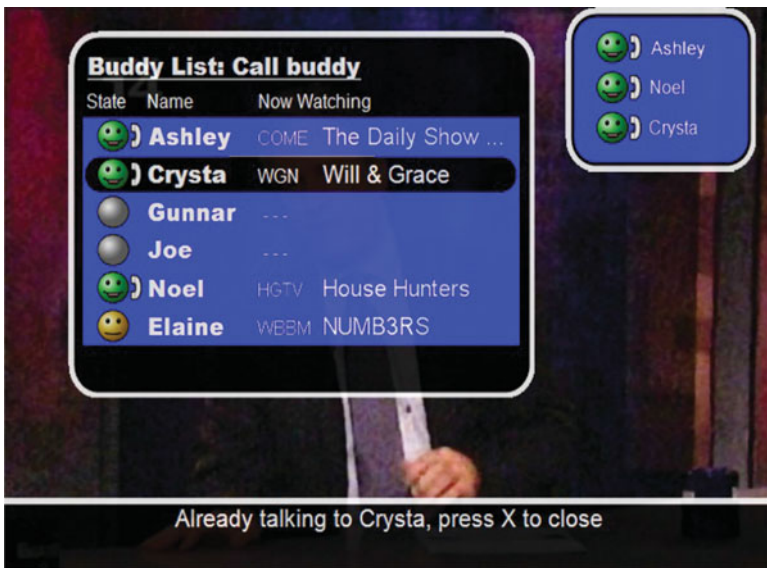 Buddy List: Call buddy
State Name Now Watching
Ashley COME The Daily Show ...
Crysta WGN Will & Grace
Gunnar ---
Joe ---
Noel HGTV House Hunters
Elaine WBBM NUMB3RS
Ashley
Noel
Crysta
Already talking to Crysta, press X to close